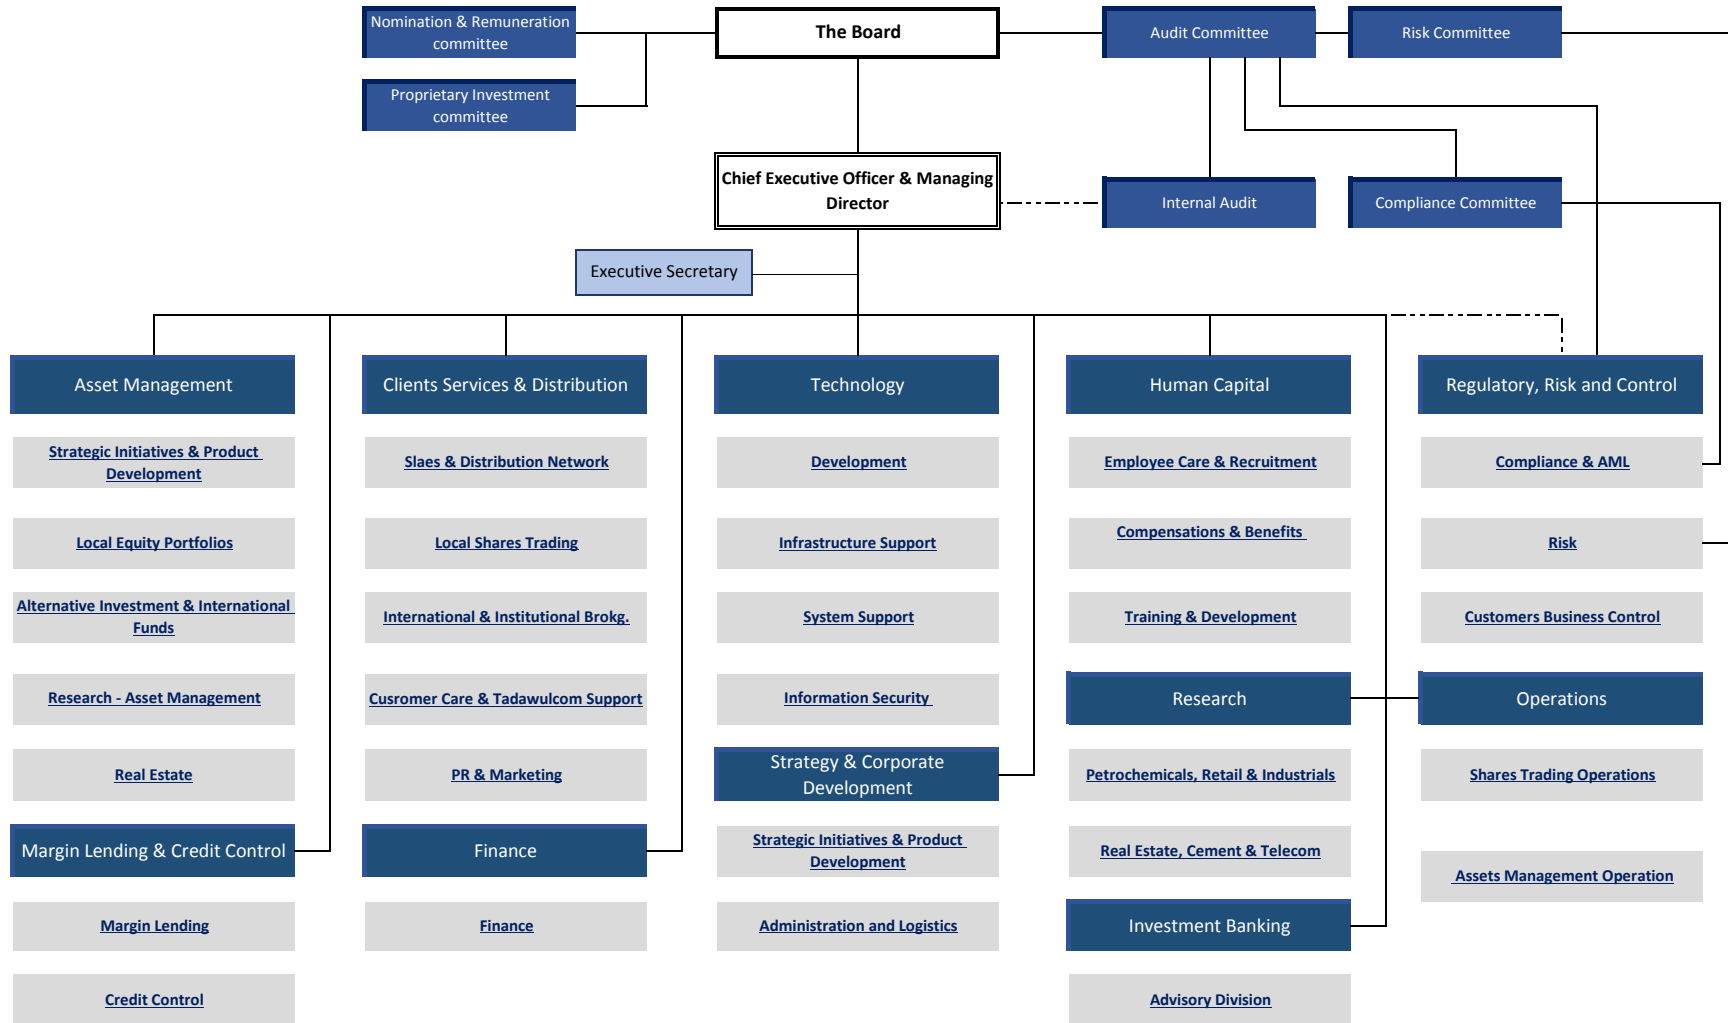 Nomination & Remuneration
committee
The Board
Audit Committee
Risk Committee
Proprietary Investment
committee
Chief Executive Officer & Managing
Director
Internal Audit
Compliance Committee
Executive Secretary
Asset Management
Clients Services & Distribution
Technology
Human Capital
Regulatory, Risk and Control
Strategic Initiatives & Product
Development
Slaes & Distribution Network
Development
Employee Care & Recruitment
Compliance & AML
Local Equity Portfolios
Local Shares Trading
Infrastructure Support
Compensations & Benefits
Risk
Alternative Investment & International
Funds
International & Institutional Brokg.
System Support
Training & Development
Customers Business Control
Research - Asset Management
Cusromer Care & Tadawulcom Support
Information Security
Research
Operations
Real Estate
PR & Marketing
Strategy & Corporate
Development
Petrochemicals, Retail & Industrials
Shares Trading Operations
Margin Lending & Credit Control
Finance
Strategic Initiatives & Product
Development
Real Estate, Cement & Telecom
Assets Management Operation
Margin Lending
Finance
Administration and Logistics
Investment Banking
Credit Control
Advisory Division